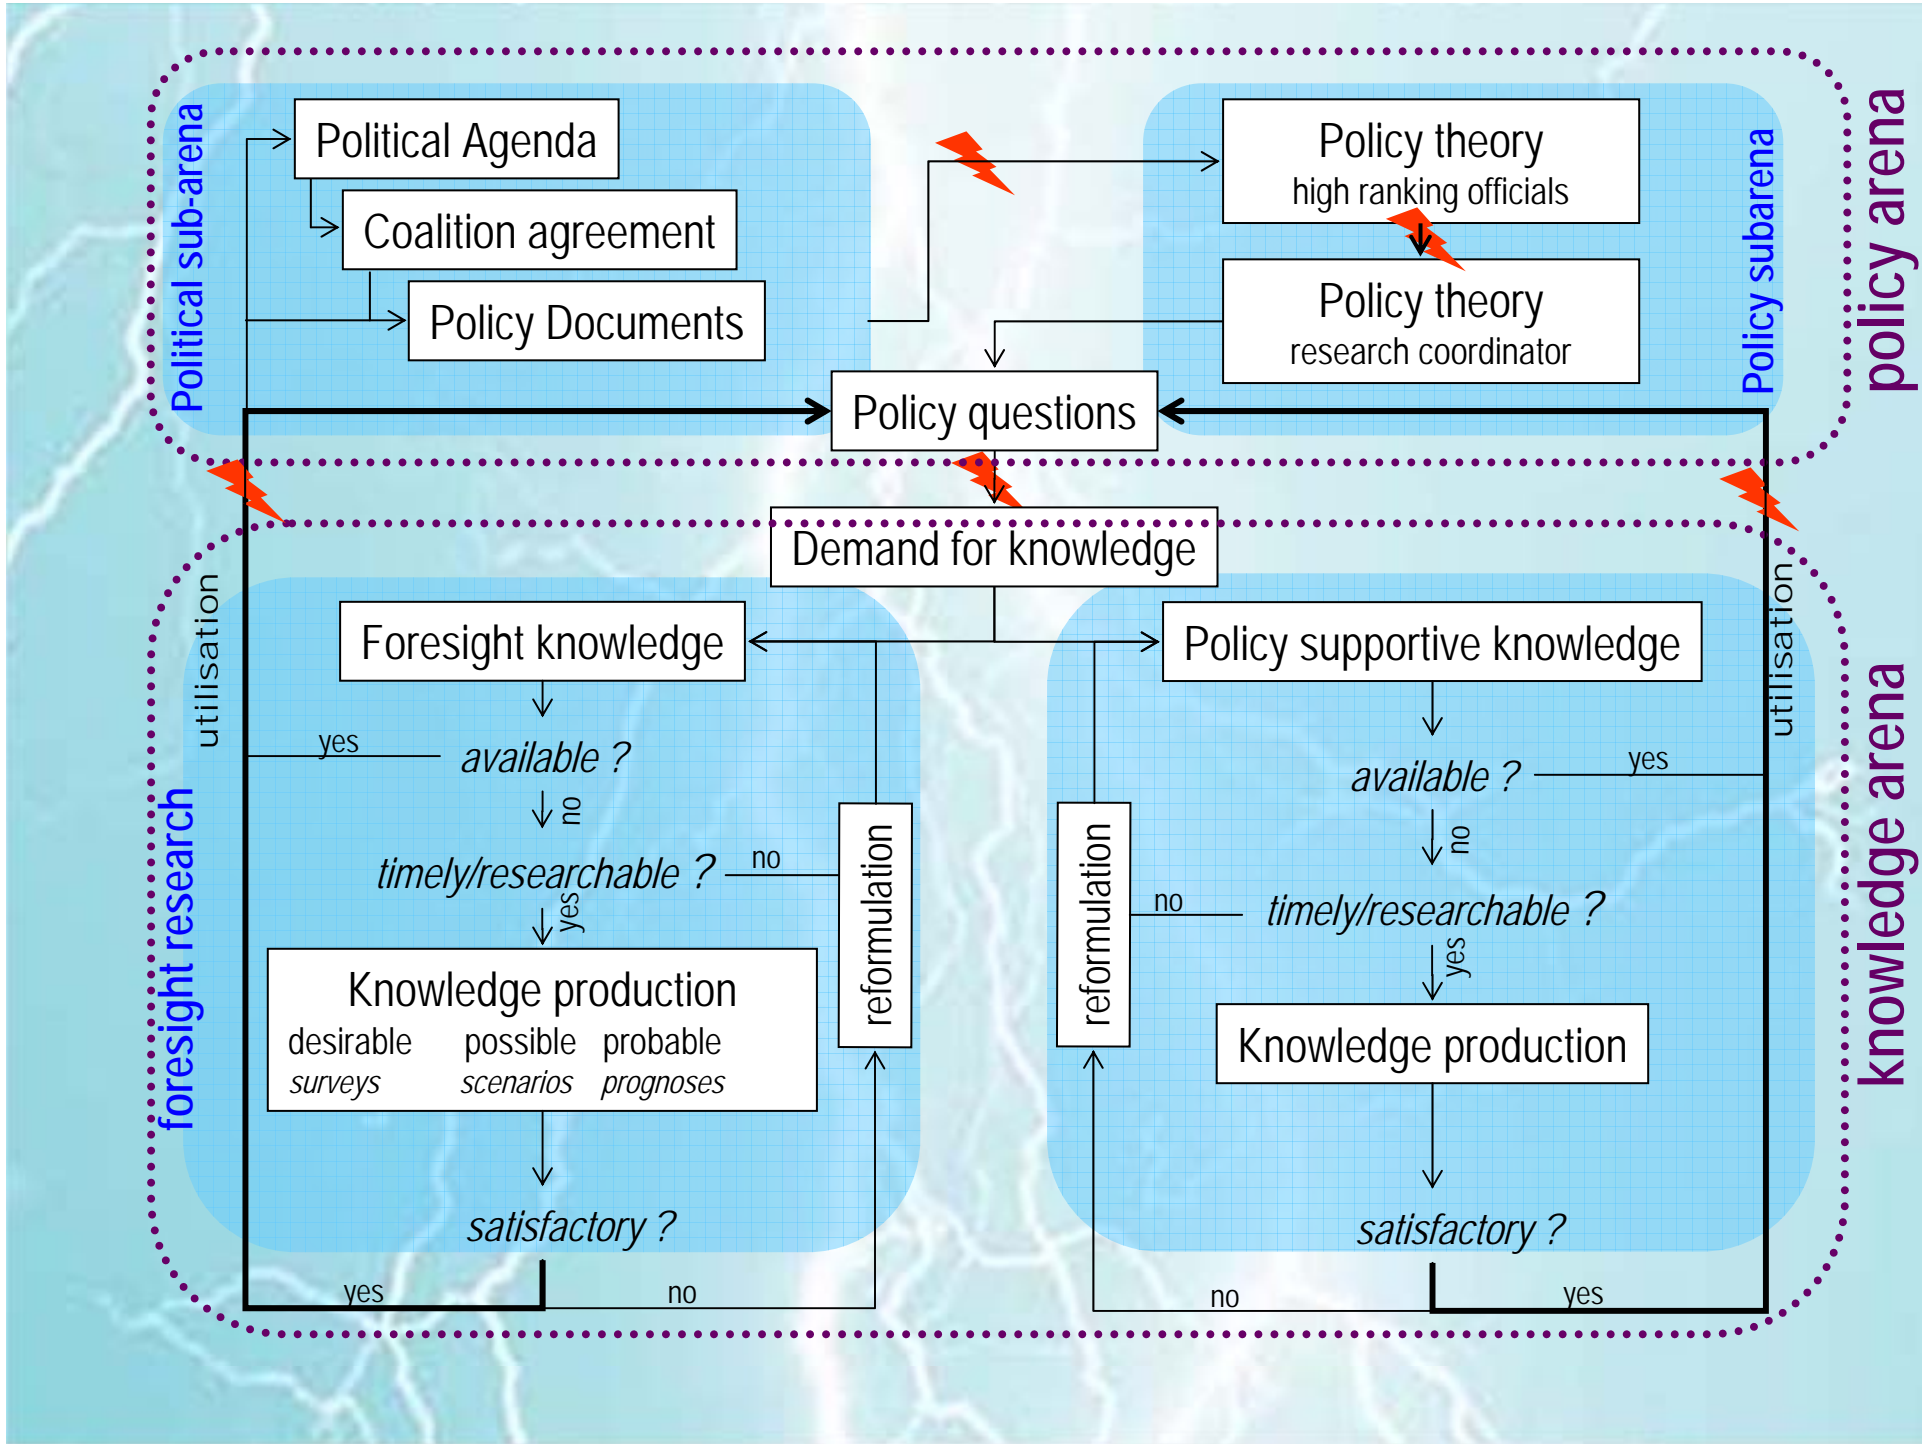 policy arena
Political sub-arena
Political Agenda
Coalition agreement
Policy Documents
Policy subarena
Policy theory
high ranking officials
Policy theory
research coordinator
Policy questions
Demand for knowledge
knowledge arena
foresight research
utilisation
Foresight knowledge
yes
available ?
no
timely/researchable ?
no
yes
reformulation
Knowledge production
desirable possible probable
surveys scenarios prognoses
satisfactory ?
yes
no
utilisation
Policy supportive knowledge
available ?
yes
no
timely/researchable ?
no
yes
reformulation
Knowledge production
satisfactory ?
no
yes